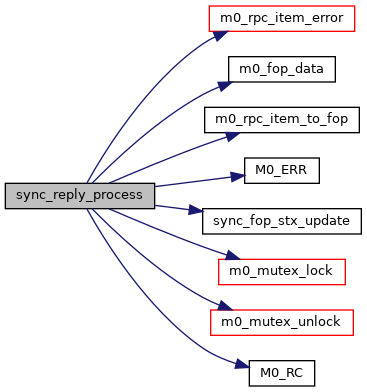 m0_rpc_item_error
m0_fop_data
m0_rpc_item_to_fop
M0_ERR
sync_reply_process
sync_fop_stx_update
m0_mutex_lock
m0_mutex_unlock
M0_RC